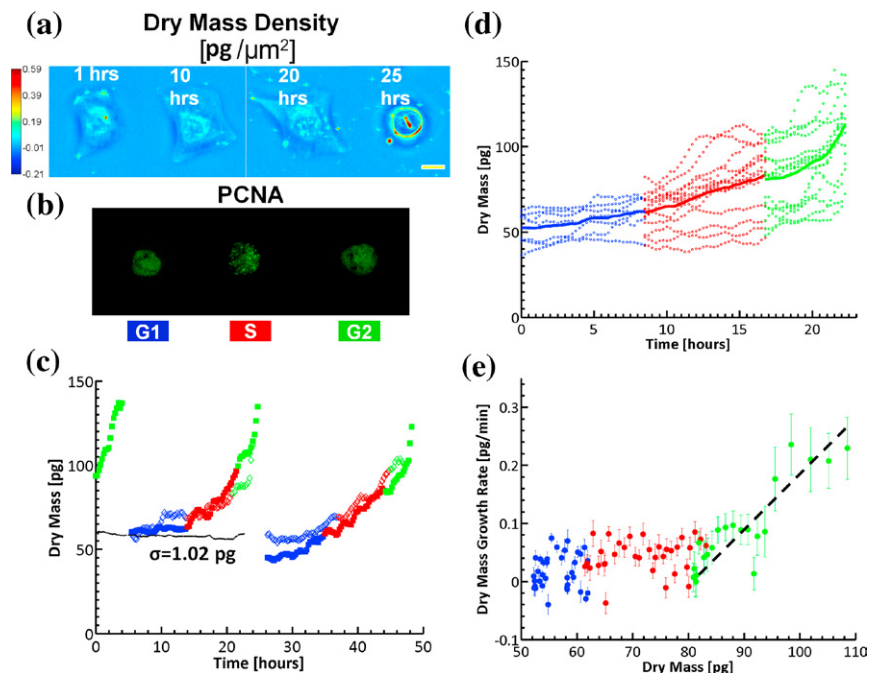 (a)
Dry Mass Density
[pg /μm²]
0.59
0.39
0.19
-0.01
-0.21
1 hrs
10 hrs
20 hrs
25 hrs
(b)
PCNA
G1
S
G2
(c)
Dry Mass [pg]
150
100
50
0
σ=1.02 pg
0 10 20 30 40 50
Time [hours]
(d)
Dry Mass [pg]
150
100
50
0
0 5 10 15 20
Time [hours]
(e)
Dry Mass Growth Rate [pg/min]
0.3
0.2
0.1
0
-0.1
50 60 70 80 90 100 110
Dry Mass [pg]